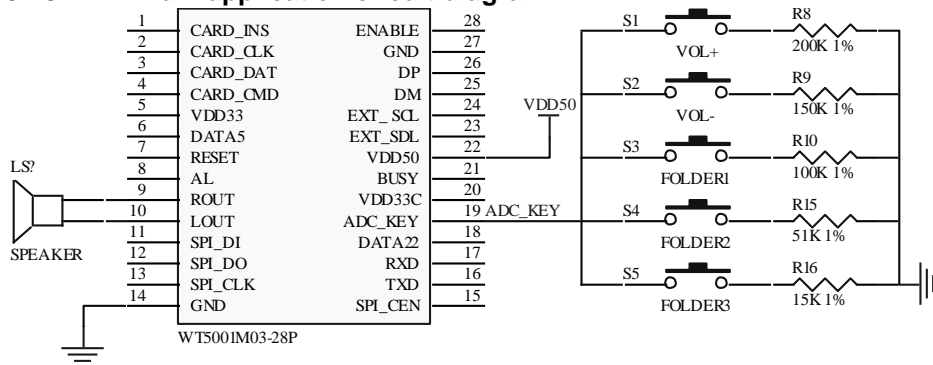 1 CARD_INS ENABLE 28
2 CARD_CLK GND 27
3 CARD_DAT DP 26
4 CARD_CMD DM 25
5 VDD33 EXT_ SCL 24
6 DATA5 EXT_SDL 23
7 RESET VDD50 22
8 AL BUSY 21
9 ROUT VDD33C 20
10 LOUT ADC_KEY 19 ADC_KEY
11 SPI_DI DATA22 18
12 SPI_DO RXD 17
13 SPI_CLK TXD 16
14 GND SPI_CEN 15
WT5001M03-28P
LS?
SPEAKER
VDD50
S1 VOL+ R8 200K 1%
S2 VOL- R9 150K 1%
S3 FOLDER1 R10 100K 1%
S4 FOLDER2 R15 51K 1%
S5 FOLDER3 R16 15K 1%